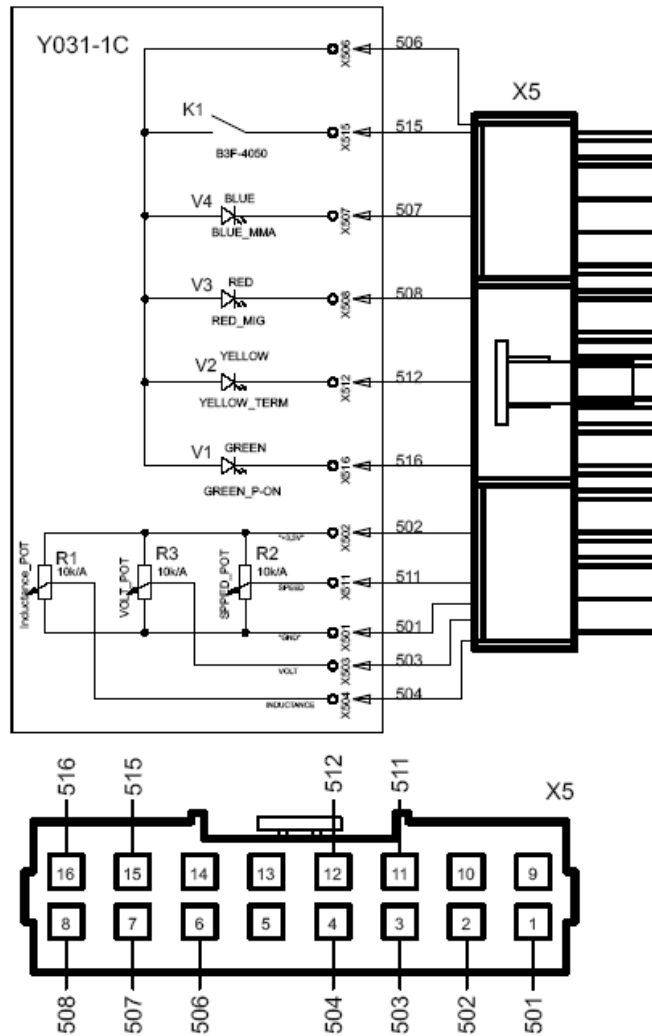 Y031-1C
X506
506
X5
K1
B3F-4050
X515
515
V4
BLUE
BLUE_MMA
X507
507
V3
RED
RED_MIG
X508
508
V2
YELLOW
YELLOW_TERM
X512
512
V1
GREEN
GREEN_P-ON
X516
516
"+3,3V"
X502
502
Inductance_POT
R1
10k/A
VOLT_POT
R3
10k/A
SPPED_POT
R2
10k/A
SPEED
X511
511
"GND"
X501
501
VOLT
X503
503
INDUCTANCE
X504
504
516
515
512
511
X5
16 15 14 13 12 11 10 9
8 7 6 5 4 3 2 1
508
507
506
504
503
502
501